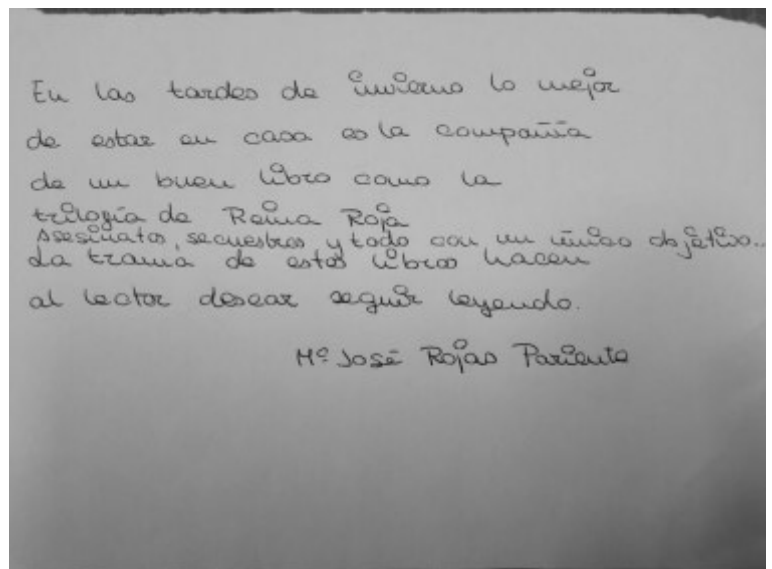 En las tardes de invierno lo mejor
de estar en casa es la compañía
de un buen libro como la
trilogía de Reina Roja
Asesinatos, secuestros y todo con un único objetivo..
La trama de estos libros hacen
al lector desear seguir leyendo.
Mª José Rojas Pariente